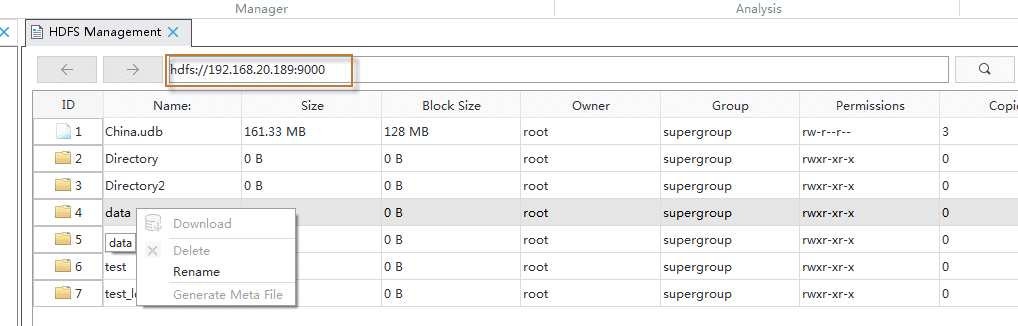 Manager Analysis
HDFS Management
hdfs://192.168.20.189:9000
ID Name: Size Block Size Owner Group Permissions Copie
1 China.udb 161.33 MB 128 MB root supergroup rw-r--r-- 3
2 Directory 0 B 0 B root supergroup rwxr-xr-x 0
3 Directory2 0 B 0 B root supergroup rwxr-xr-x 0
4 data 0 B root supergroup rwxr-xr-x 0
Download
5 data 0 B root supergroup rwxr-xr-x 0
Delete
6 test 0 B root supergroup rwxr-xr-x 0
Rename
7 test_l 0 B root supergroup rwxr-xr-x 0
Generate Meta File